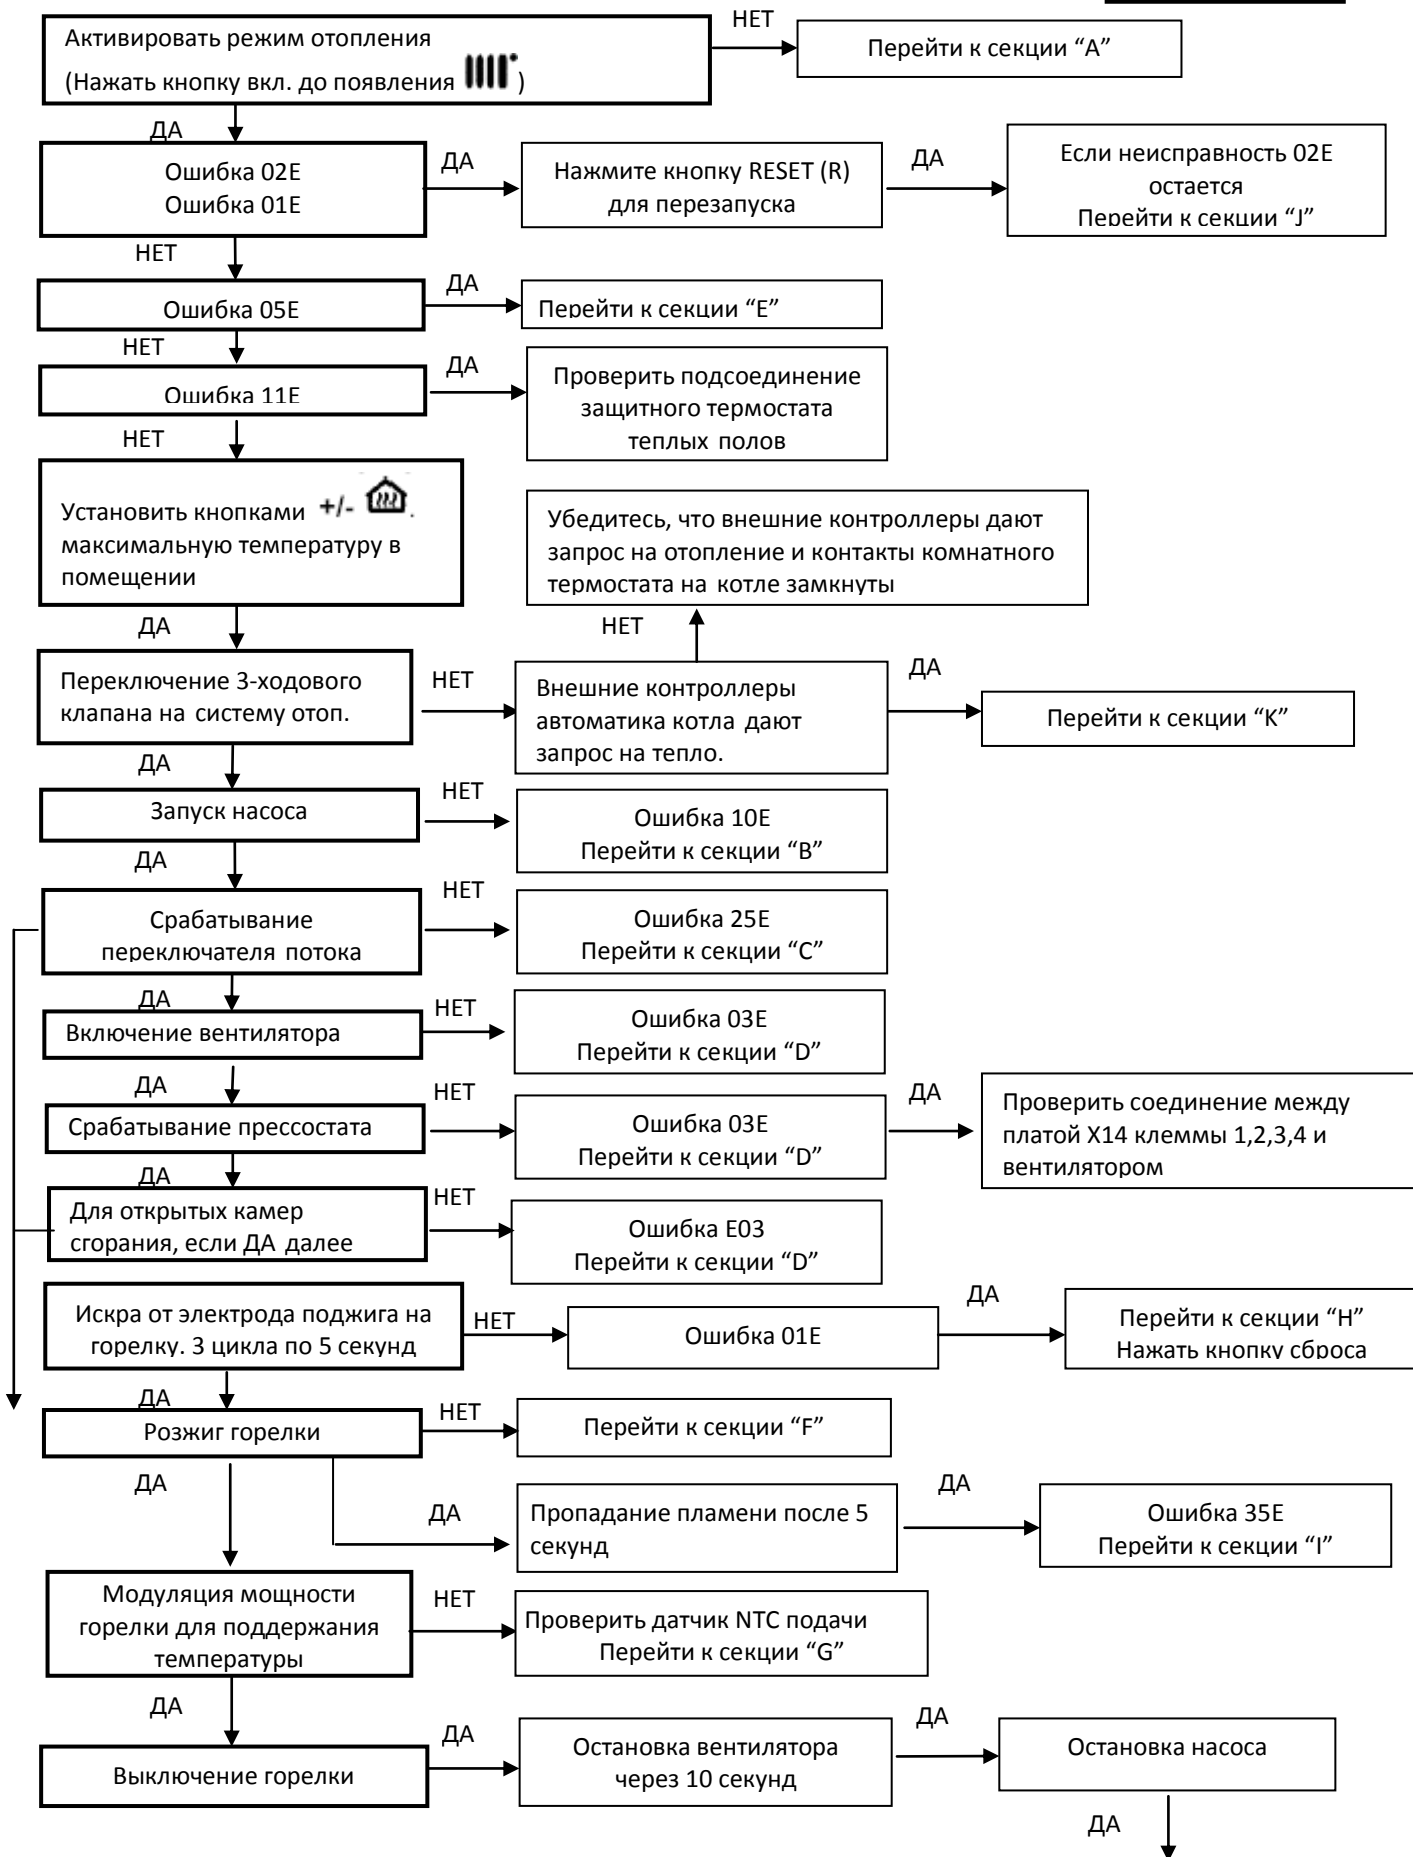 НЕТ
Активировать режим отопления
(Нажать кнопку вкл. до появления )
Перейти к секции “A”
ДА
Ошибка 02E
Ошибка 01E
ДА
Нажмите кнопку RESET (R)
для перезапуска
ДА
Если неисправность 02E
остается
Перейти к секции “J”
НЕТ
Ошибка 05E
ДА
Перейти к секции “E”
НЕТ
Ошибка 11E
ДА
Проверить подсоединение
защитного термостата
теплых полов
НЕТ
Установить кнопками +/- .
максимальную температуру в
помещении
Убедитесь, что внешние контроллеры дают
запрос на отопление и контакты комнатного
термостата на котле замкнуты
ДА
НЕТ
Переключение 3-ходового
клапана на систему отоп.
НЕТ
Внешние контроллеры
автоматика котла дают
запрос на тепло.
ДА
Перейти к секции “K”
ДА
Запуск насоса
НЕТ
Ошибка 10E
Перейти к секции “B”
ДА
Срабатывание
переключателя потока
НЕТ
Ошибка 25E
Перейти к секции “C”
ДА
Включение вентилятора
НЕТ
Ошибка 03E
Перейти к секции “D”
ДА
Срабатывание прессостата
НЕТ
Ошибка 03E
Перейти к секции “D”
ДА
Проверить соединение между
платой X14 клеммы 1,2,3,4 и
вентилятором
ДА
Для открытых камер
сгорания, если ДА далее
НЕТ
Ошибка E03
Перейти к секции “D”
Искра от электрода поджига на
горелку. 3 цикла по 5 секунд
НЕТ
Ошибка 01E
ДА
Перейти к секции “H”
Нажать кнопку сброса
ДА
Розжиг горелки
НЕТ
Перейти к секции “F”
ДА
ДА
Пропадание пламени после 5
секунд
ДА
Ошибка 35E
Перейти к секции “I”
Модуляция мощности
горелки для поддержания
температуры
НЕТ
Проверить датчик NTC подачи
Перейти к секции “G”
ДА
Выключение горелки
ДА
Остановка вентилятора
через 10 секунд
ДА
Остановка насоса
ДА